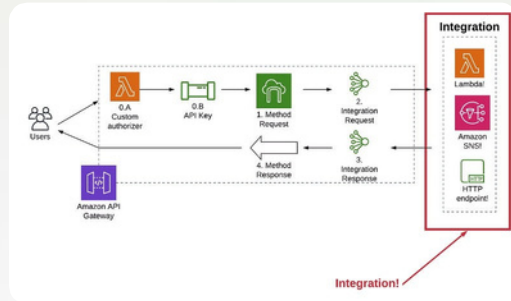 Integration
Lambda!
Amazon
SNS!
HTTP
endpoint!
Users
0.A
Custom
authorizer
0.B
API Key
1. Method
Request
2.
Integration
Request
3.
Integration
Response
4. Method
Response
Amazon API
Gateway
Integration!